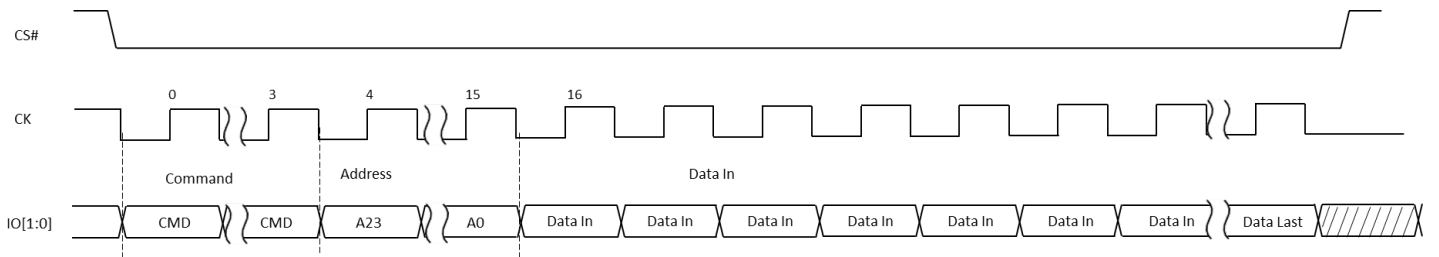 CS#
0 3 4 15 16
CK
Command Address Data In
IO[1:0] CMD CMD A23 A0 Data In Data In Data In Data In Data In Data In Data In Data Last